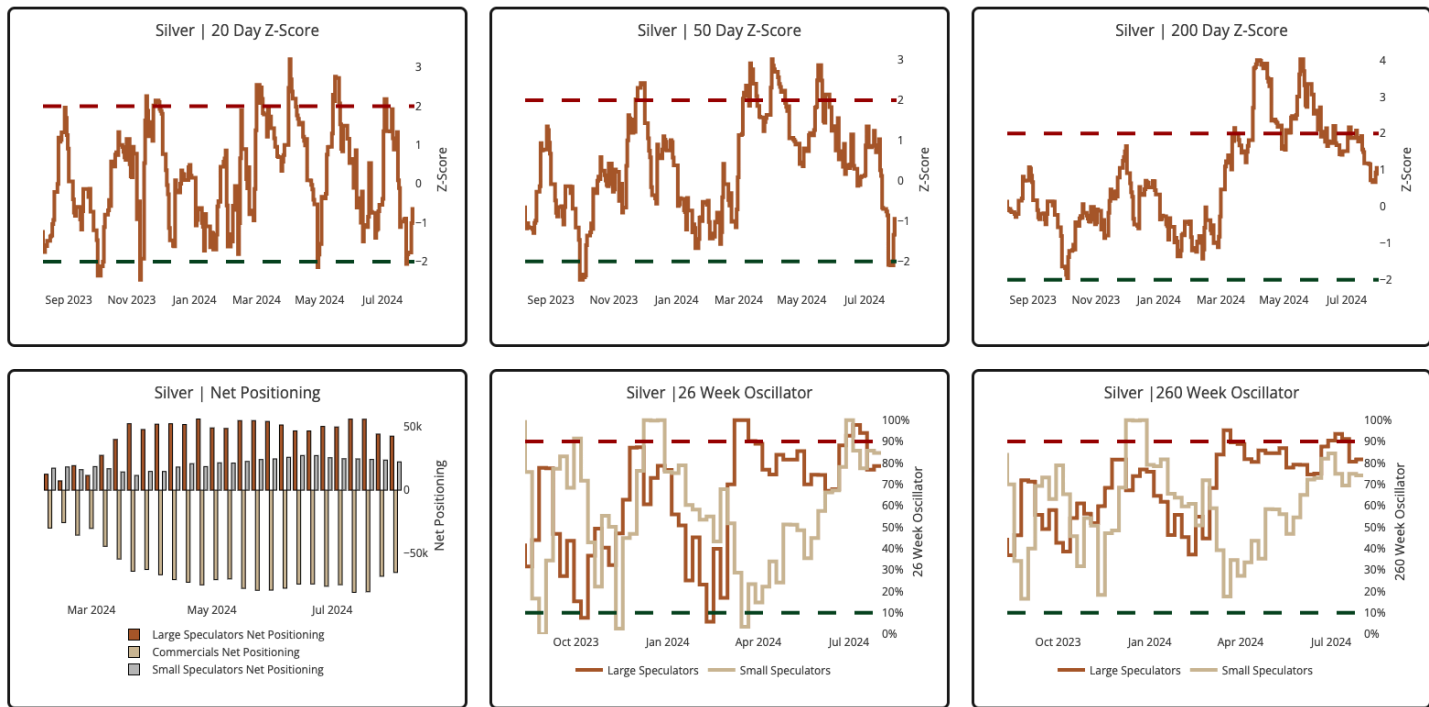 Silver | 20 Day Z-Score
3
2
1
0
−1
−2
Z-Score
Sep 2023 Nov 2023 Jan 2024 Mar 2024 May 2024 Jul 2024
Silver | 50 Day Z-Score
3
2
1
0
−1
−2
Z-Score
Sep 2023 Nov 2023 Jan 2024 Mar 2024 May 2024 Jul 2024
Silver | 200 Day Z-Score
4
3
2
1
0
−1
−2
Z-Score
Sep 2023 Nov 2023 Jan 2024 Mar 2024 May 2024 Jul 2024
Silver | Net Positioning
50k
0
−50k
Net Positioning
Mar 2024 May 2024 Jul 2024
Large Speculators Net Positioning
Commercials Net Positioning
Small Speculators Net Positioning
Silver |26 Week Oscillator
100%
90%
80%
70%
60%
50%
40%
30%
20%
10%
0%
26 Week Oscillator
Oct 2023 Jan 2024 Apr 2024 Jul 2024
Large Speculators Small Speculators
Silver |260 Week Oscillator
100%
90%
80%
70%
60%
50%
40%
30%
20%
10%
0%
260 Week Oscillator
Oct 2023 Jan 2024 Apr 2024 Jul 2024
Large Speculators Small Speculators